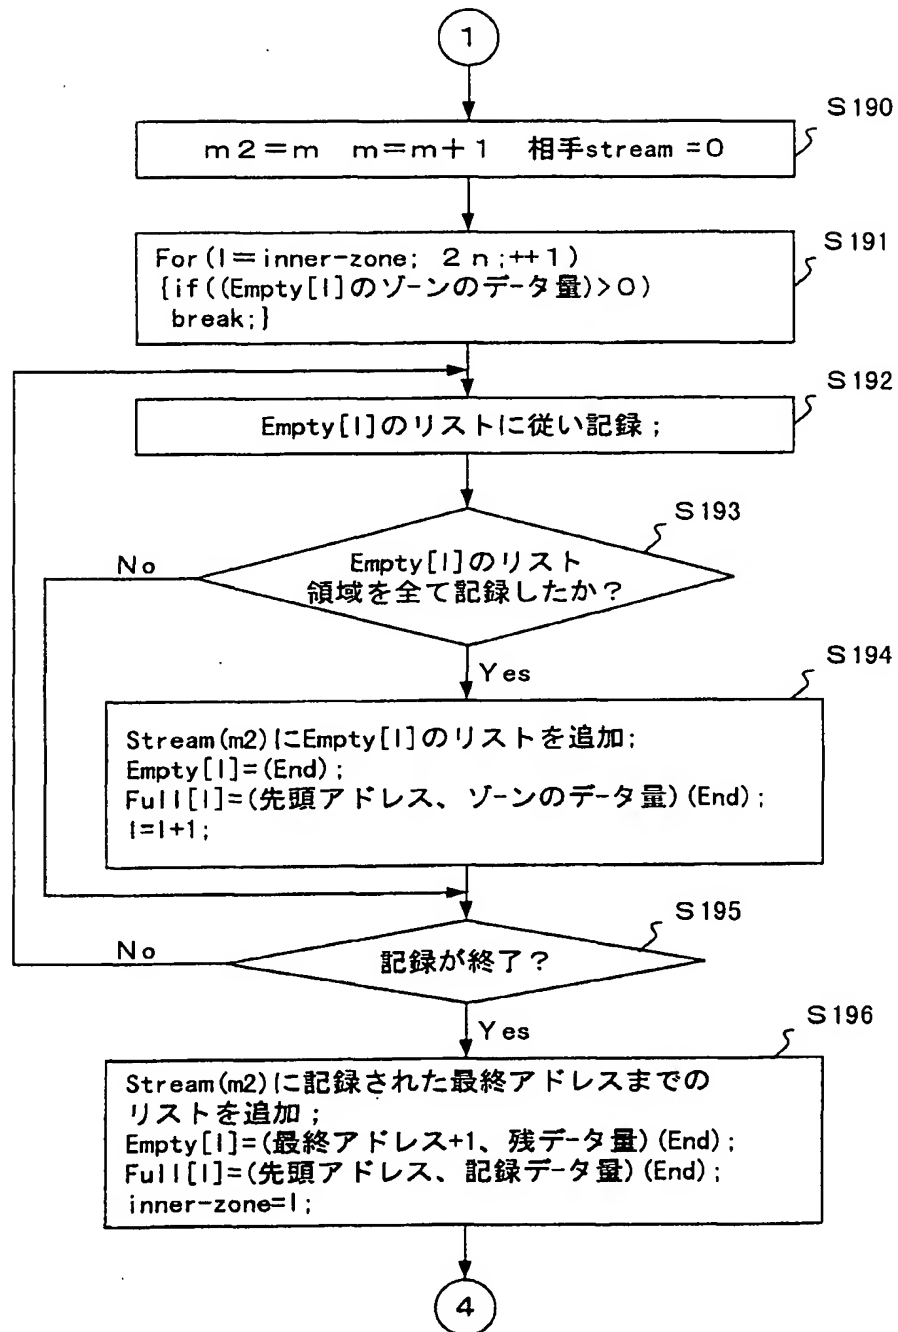 1
S190
m2=m m=m+1 相手stream =0
S191
For(l=inner-zone; 2n;++1)
{if((Empty[l]のゾーンのデータ量)>0)
break;}
S192
Empty[l]のリストに従い記録;
S193
No
Empty[l]のリスト
領域を全て記録したか?
Yes
S194
Stream(m2)にEmpty[l]のリストを追加;
Empty[l]=(End);
Full[l]=(先頭アドレス、ゾーンのデータ量)(End);
l=l+1;
S195
No
記録が終了?
Yes
S196
Stream(m2)に記録された最終アドレスまでの
リストを追加;
Empty[l]=(最終アドレス+1、残データ量)(End);
Full[l]=(先頭アドレス、記録データ量)(End);
inner-zone=l;
4